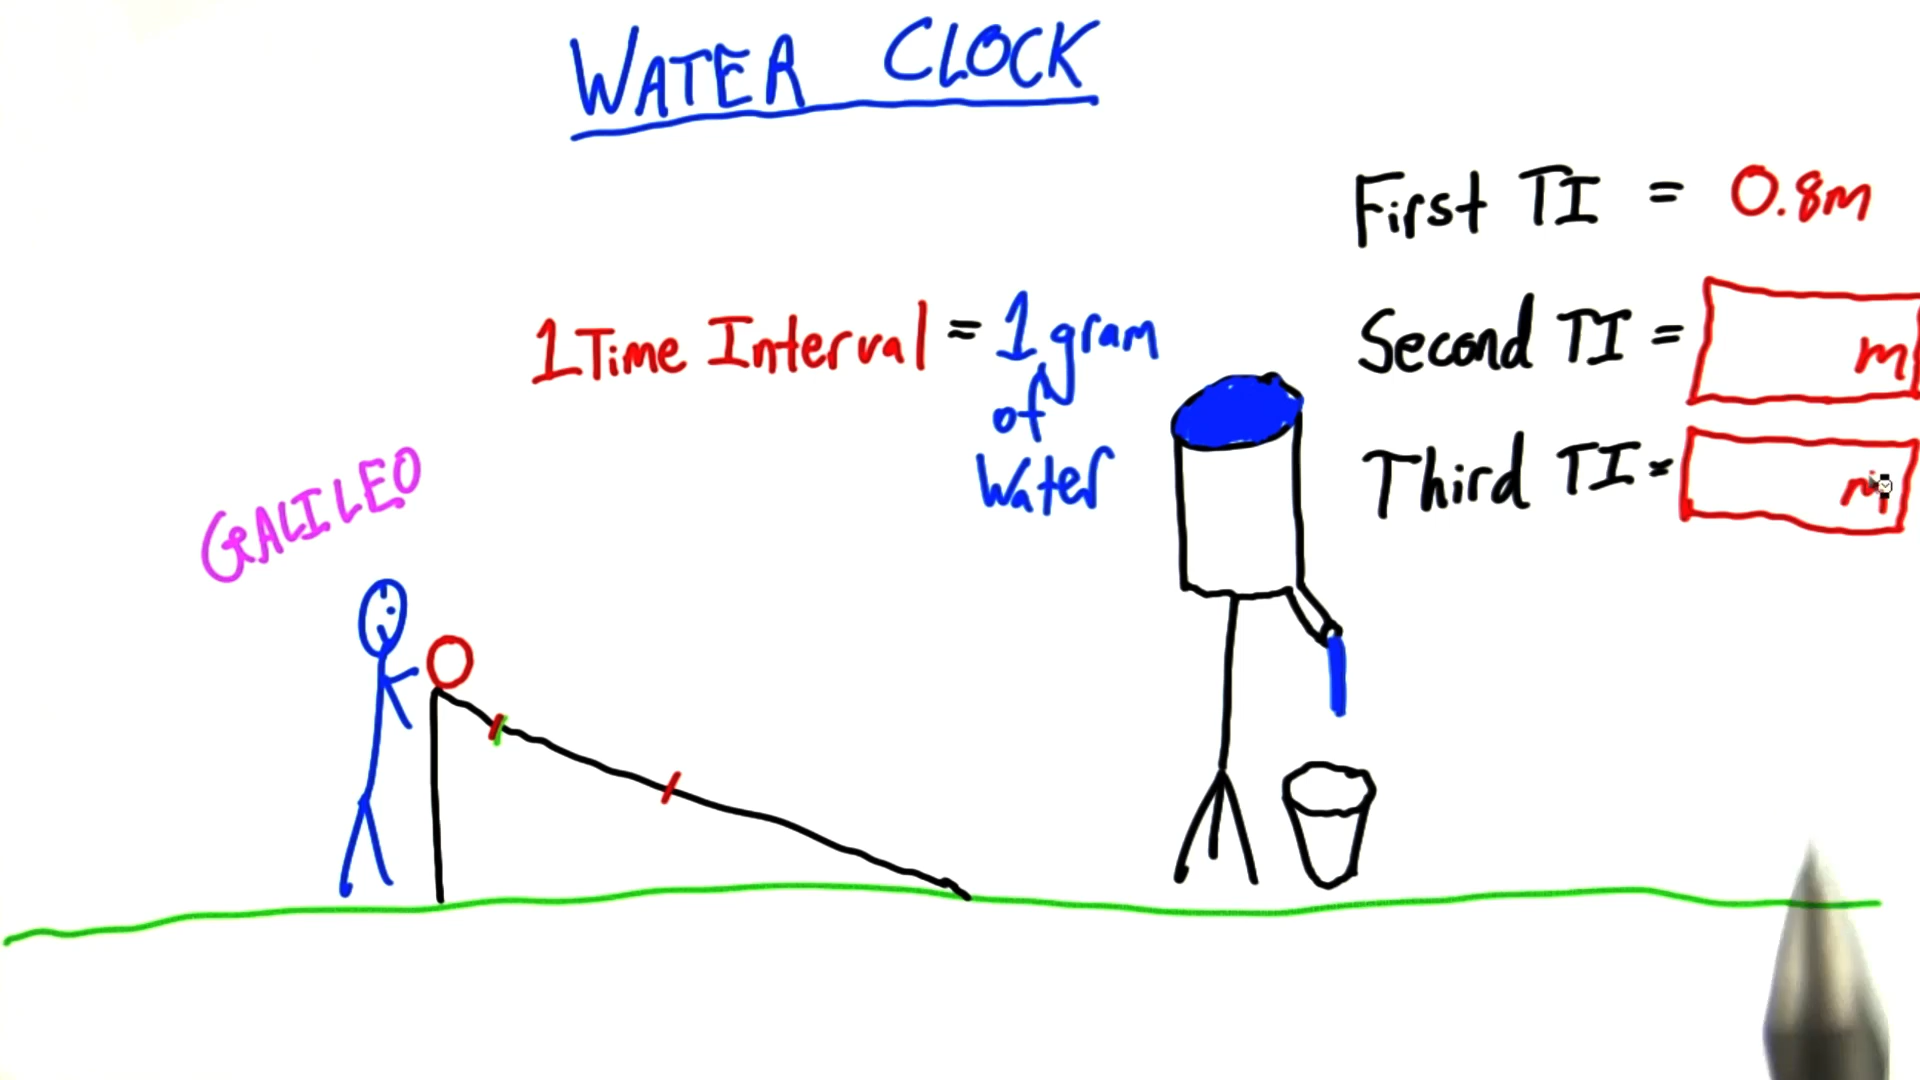 WATER CLOCK
First TI = 0.8m
Second TI = m
Third TI = m
1 Time Interval = 1 gram
of
Water
GALILEO